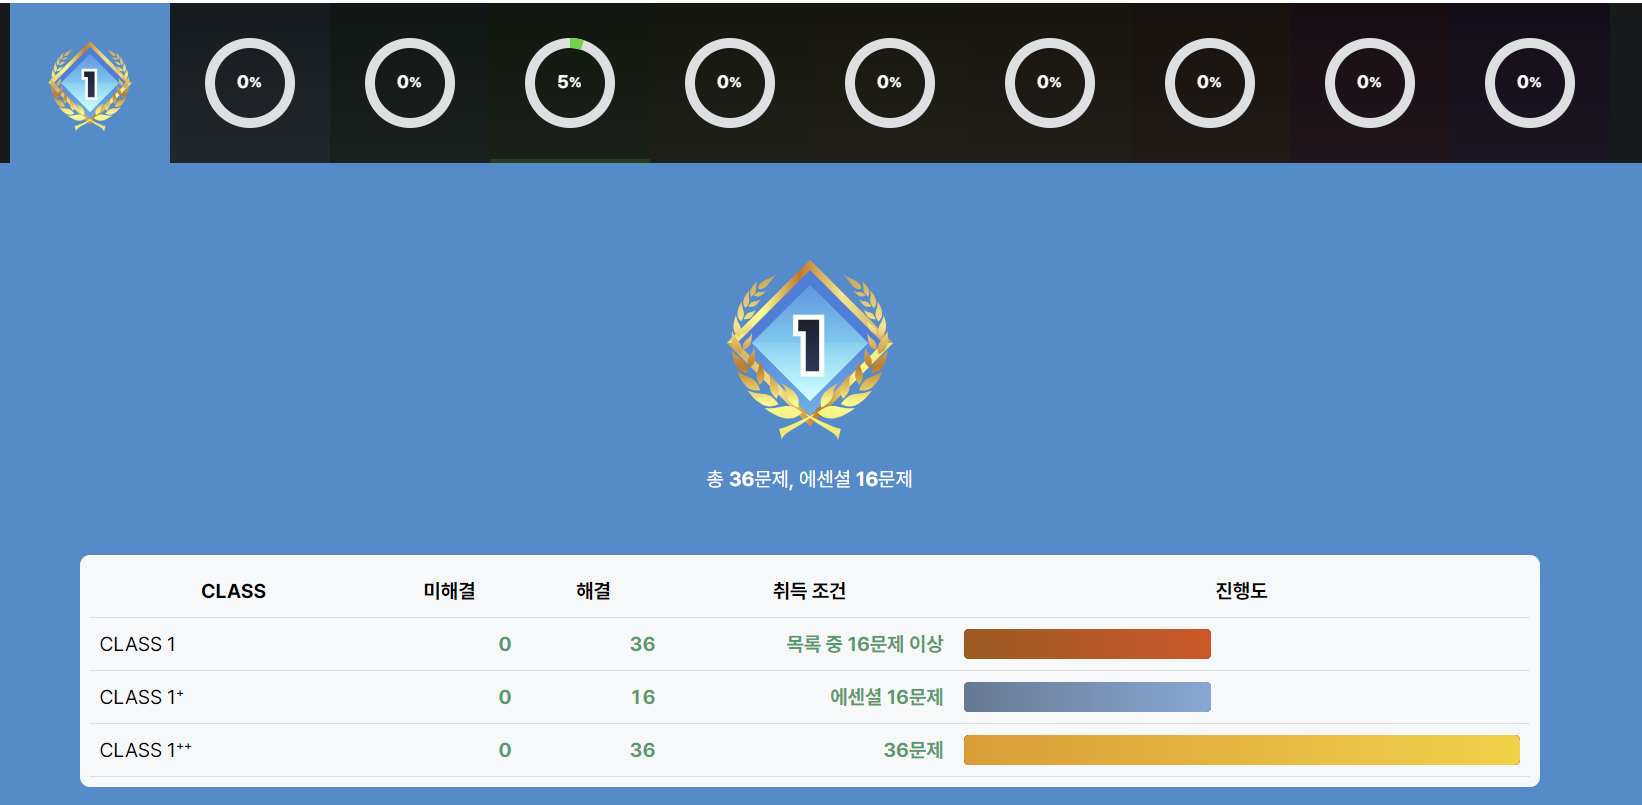 1 0% 0% 5% 0% 0% 0% 0% 0% 0%
1
총 36문제, 에센셜 16문제
CLASS 미해결 해결 취득 조건 진행도
CLASS 1 0 36 목록 중 16문제 이상
CLASS 1⁺ 0 16 에센셜 16문제
CLASS 1⁺⁺ 0 36 36문제